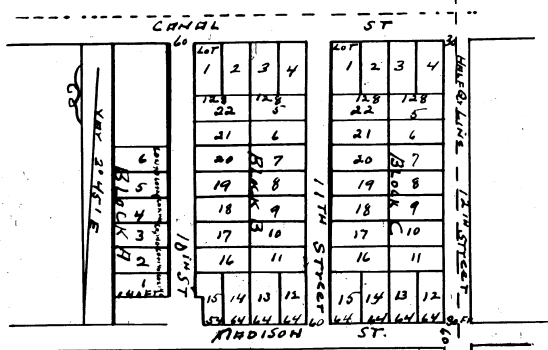 CANAL ST
60 30
LOT LOT
1 2 3 4 1 2 3 4
128 128 128 128
22 5 22 5
21 6 21 6
6 20 7 20 7
5 19 8 19 8
4 18 9 18 9
3 17 10 17 10
2 16 11 16 11
1 15 14 13 12 15 14 13 12
64 64 64 60 64 64 64 64
MADISON ST.
60
BLOCK A
10TH ST
BLOCK B
11TH STREET
BLOCK C
LINE - 12TH STREET